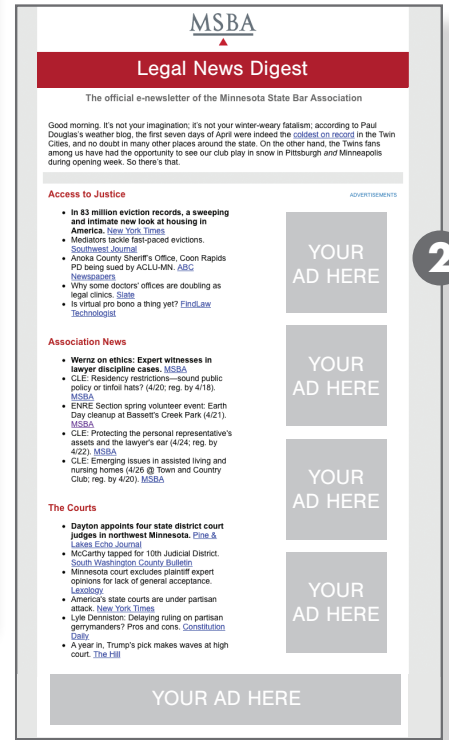 MSBA
Legal News Digest
The official e-newsletter of the Minnesota State Bar Association
Good morning. It's not your imagination; it's not your winter-weary fatalism; according to Paul
Douglas's weather blog, the first seven days of April were indeed the coldest on record in the Twin
Cities, and no doubt in many other places around the state. On the other hand, the Twins fans
among us have had the opportunity to see our club play in snow in Pittsburgh and Minneapolis
during opening week. So there's that.
Access to Justice
ADVERTISEMENTS
• In 83 million eviction records, a sweeping
and intimate new look at housing in
America. New York Times
• Mediators tackle fast-paced evictions.
Southwest Journal
• Anoka County Sheriff's Office, Coon Rapids
PD being sued by ACLU-MN. ABC
Newspapers
• Why some doctors' offices are doubling as
legal clinics. Slate
• Is virtual pro bono a thing yet? FindLaw
Technologist
Association News
• Wernz on ethics: Expert witnesses in
lawyer discipline cases. MSBA
• CLE: Residency restrictions—sound public
policy or tinfoil hats? (4/20; reg. by 4/18).
MSBA
• ENRE Section spring volunteer event: Earth
Day cleanup at Bassett's Creek Park (4/21).
MSBA
• CLE: Protecting the personal representative's
assets and the lawyer's ear (4/24; reg. by
4/22). MSBA
• CLE: Emerging issues in assisted living and
nursing homes (4/26 @ Town and Country
Club; reg. by 4/20). MSBA
The Courts
• Dayton appoints four state district court
judges in northwest Minnesota. Pine &
Lakes Echo Journal
• McCarthy tapped for 10th Judicial District.
South Washington County Bulletin
• Minnesota court excludes plaintiff expert
opinions for lack of general acceptance.
Lexology
• America's state courts are under partisan
attack. New York Times
• Lyle Denniston: Delaying ruling on partisan
gerrymanders? Pros and cons. Constitution
Daily
• A year in, Trump's pick makes waves at high
court. The Hill
YOUR
AD HERE
YOUR
AD HERE
YOUR
AD HERE
YOUR
AD HERE
YOUR AD HERE
2